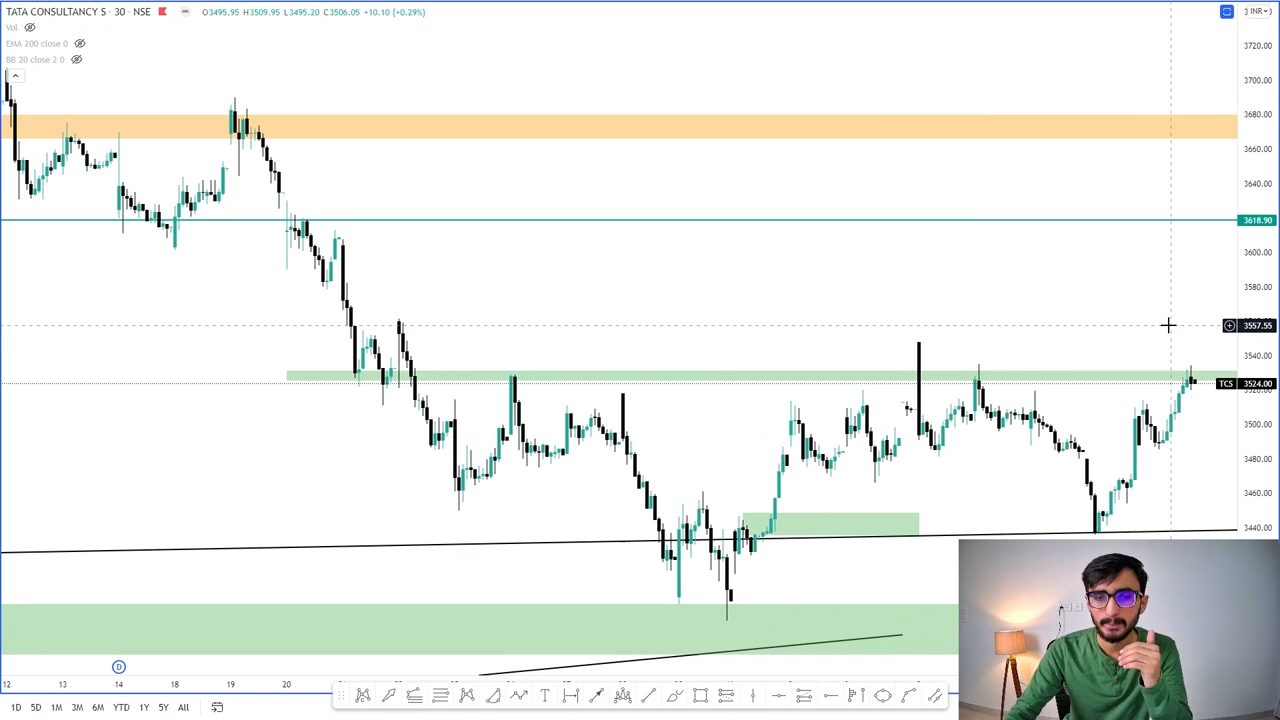 TATA CONSULTANCY S · 30 · NSE O3495.95 H3509.95 L3495.20 C3506.05 +10.10 (+0.29%)
INR
Vol
EMA 200 close 0
BB 20 close 2 0
3720.00
3700.00
3680.00
3660.00
3640.00
3618.90
3600.00
3580.00
3557.55
3540.00
TCS 3524.00
3500.00
3480.00
3460.00
3440.00
D
12 13 14 18 19 20
T
1D 5D 1M 3M 6M YTD 1Y 5Y All